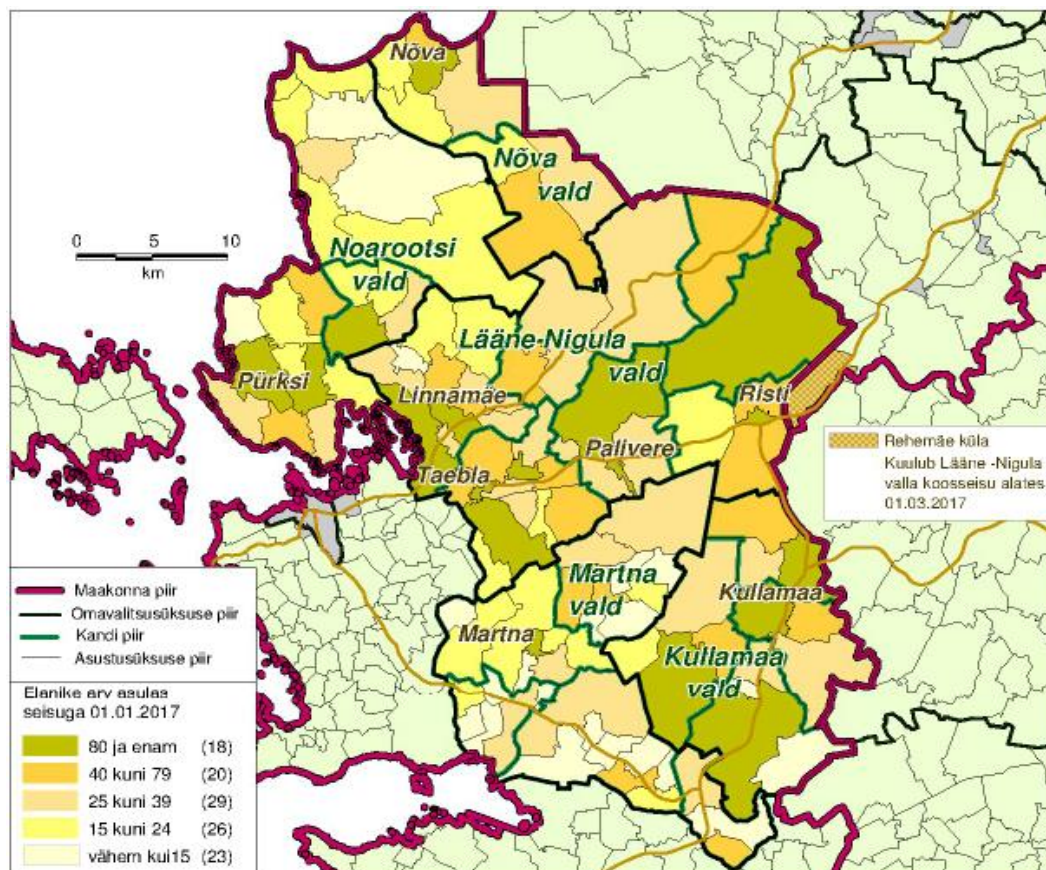 Nõva
Nõva
vald
0 5 10
km
Noarootsi
vald
Lääne-Nigula
vald
Pürksi
Linnamäe
Risti
Palivere
Taebla
Rehemäe küla
Kuulub Lääne -Nigula
valla koosseisu alates
01.03.2017
Martna
vald
Kullamaa
Martna
Kullamaa
vald
Maakonna piir
Omavalitsusüksuse piir
Kandi piir
Asustusüksuse piir
Elanike arv asulas
seisuga 01.01.2017
80 ja enam (18)
40 kuni 79 (20)
25 kuni 39 (29)
15 kuni 24 (26)
vähem kui15 (23)